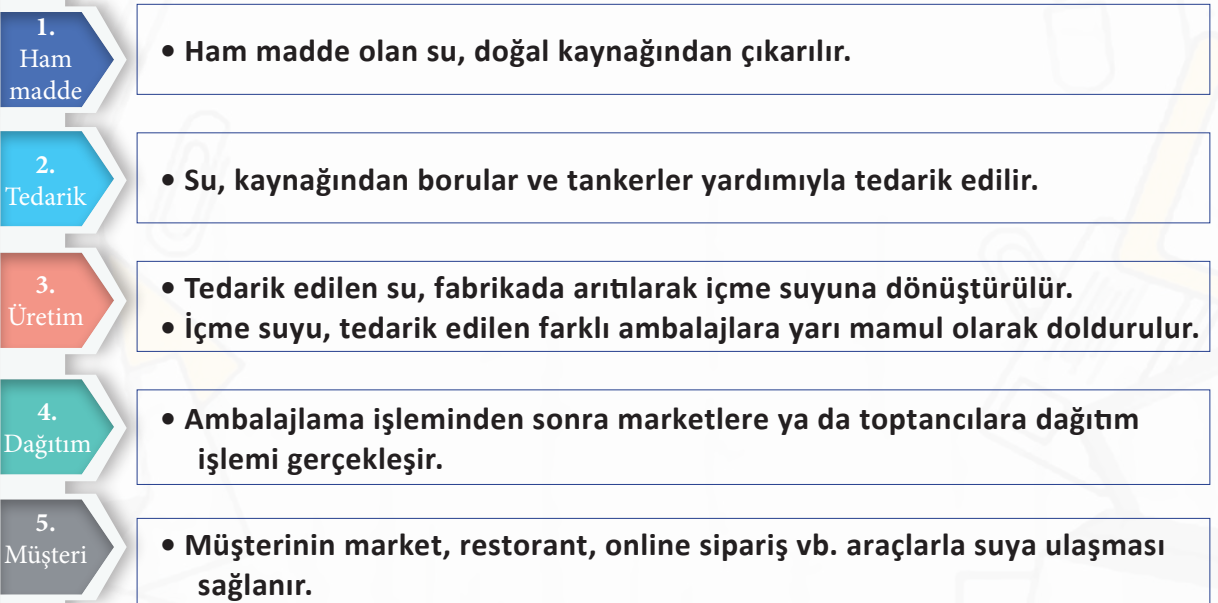 1.
Ham
madde
• Ham madde olan su, doğal kaynağından çıkarılır.
2.
Tedarik
• Su, kaynağından borular ve tankerler yardımıyla tedarik edilir.
3.
Üretim
• Tedarik edilen su, fabrikada arıtılarak içme suyuna dönüştürülür.
• İçme suyu, tedarik edilen farklı ambalajlara yarı mamul olarak doldurulur.
4.
Dağıtım
• Ambalajlama işleminden sonra marketlere ya da toptancılara dağıtım
işlemi gerçekleşir.
5.
Müşteri
• Müşterinin market, restorant, online sipariş vb. araçlarla suya ulaşması
sağlanır.